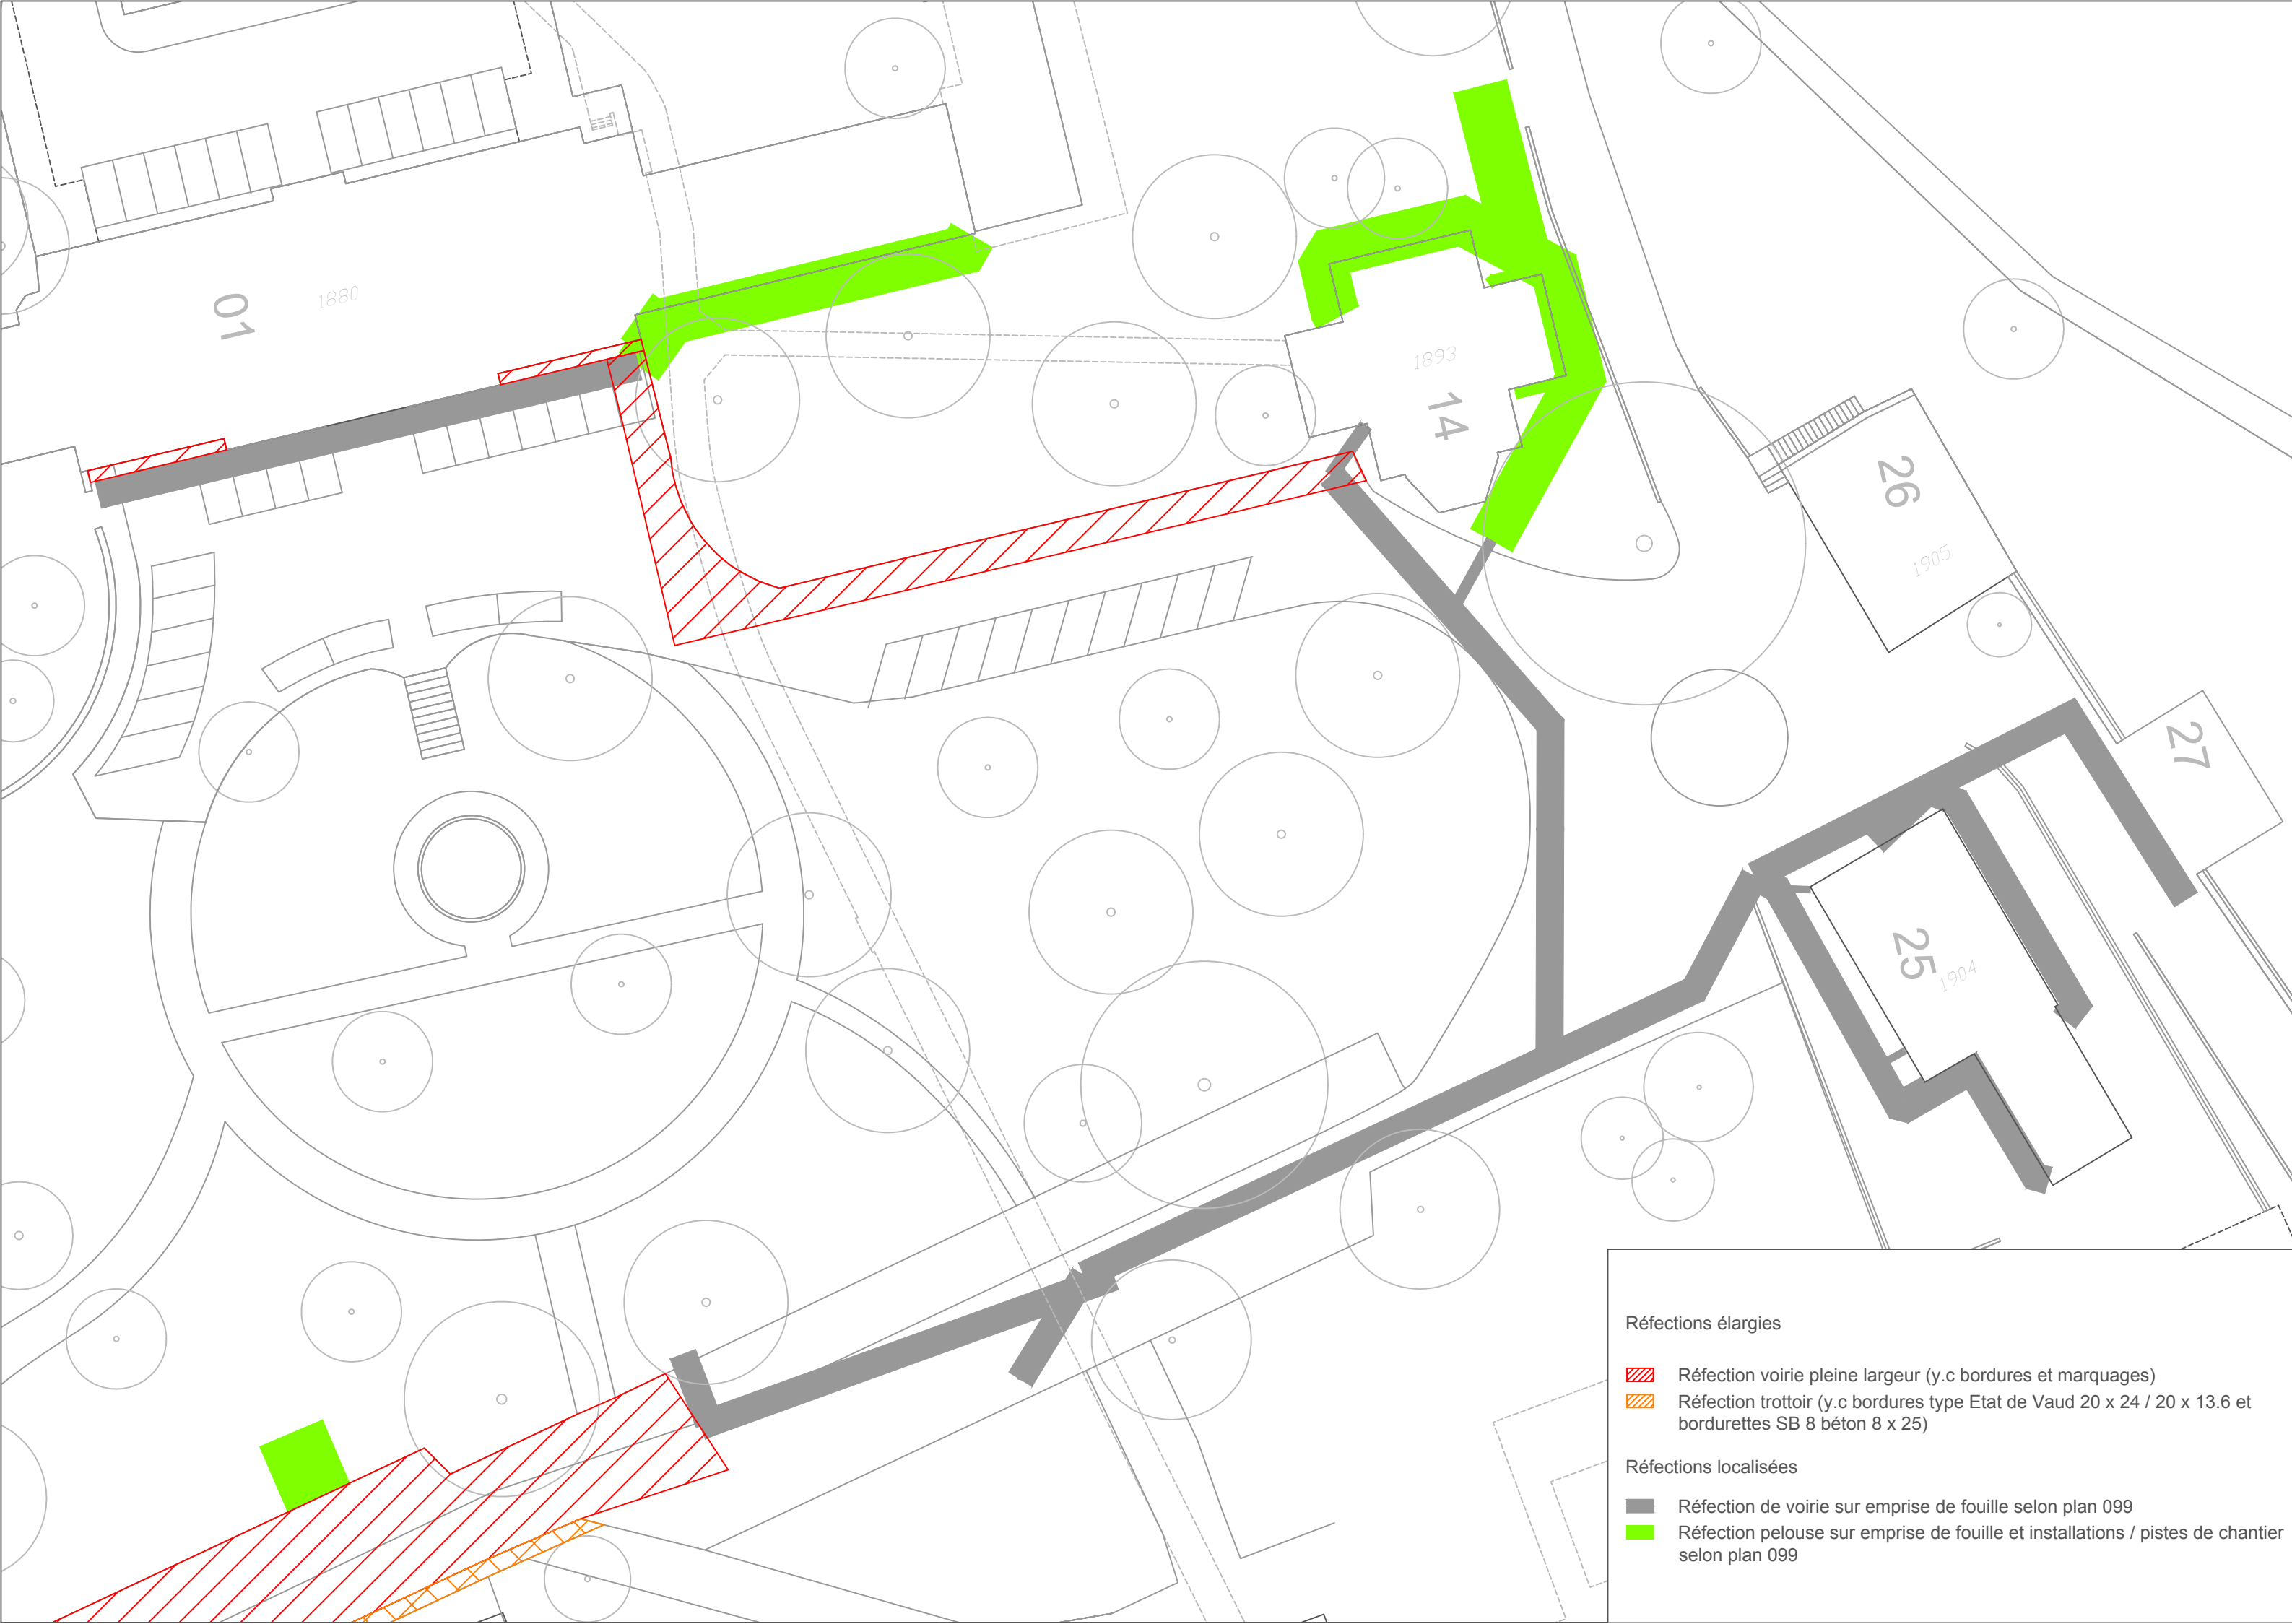 01
1880
1893
14
26
1905
27
25
1904
Réfections élargies
Réfection voirie pleine largeur (y.c bordures et marquages)
Réfection trottoir (y.c bordures type Etat de Vaud 20 x 24 / 20 x 13.6 et
bordurettes SB 8 béton 8 x 25)
Réfections localisées
Réfection de voirie sur emprise de fouille selon plan 099
Réfection pelouse sur emprise de fouille et installations / pistes de chantier
selon plan 099